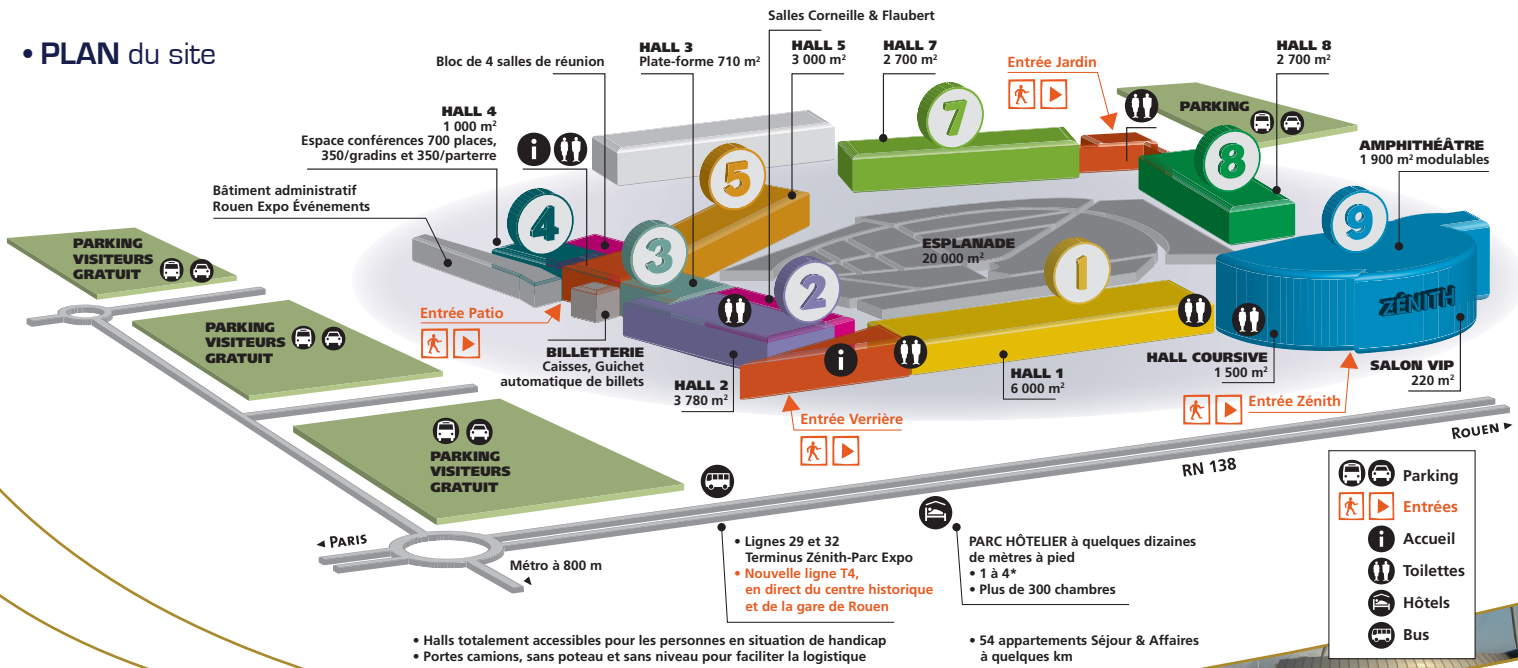 • PLAN du site
Salles Corneille & Flaubert
Bloc de 4 salles de réunion
HALL 3
Plate-forme 710 m²
HALL 5
3 000 m²
HALL 7
2 700 m²
Entrée Jardin
HALL 8
2 700 m²
PARKING
HALL 4
1 000 m²
Espace conférences 700 places,
350/gradins et 350/parterre
AMPHITHÉÂTRE
1 900 m² modulables
Bâtiment administratif
Rouen Expo Événements
7
5
8
4
9
3
2
1
ESPLANADE
20 000 m²
ZÉNITH
PARKING
VISITEURS
GRATUIT
PARKING
VISITEURS
GRATUIT
PARKING
VISITEURS
GRATUIT
Entrée Patio
BILLETTERIE
Caisses, Guichet
automatique de billets
HALL 2
3 780 m²
Entrée Verrière
HALL 1
6 000 m²
HALL COURSIVE
1 500 m²
Entrée Zénith
SALON VIP
220 m²
ROUEN
RN 138
PARIS
Métro à 800 m
• Lignes 29 et 32
Terminus Zénith-Parc Expo
• Nouvelle ligne T4,
en direct du centre historique
et de la gare de Rouen
PARC HÔTELIER à quelques dizaines
de mètres à pied
• 1 à 4*
• Plus de 300 chambres
• Halls totalement accessibles pour les personnes en situation de handicap
• Portes camions, sans poteau et sans niveau pour faciliter la logistique
• 54 appartements Séjour & Affaires
à quelques km
Parking
Entrées
Accueil
Toilettes
Hôtels
Bus